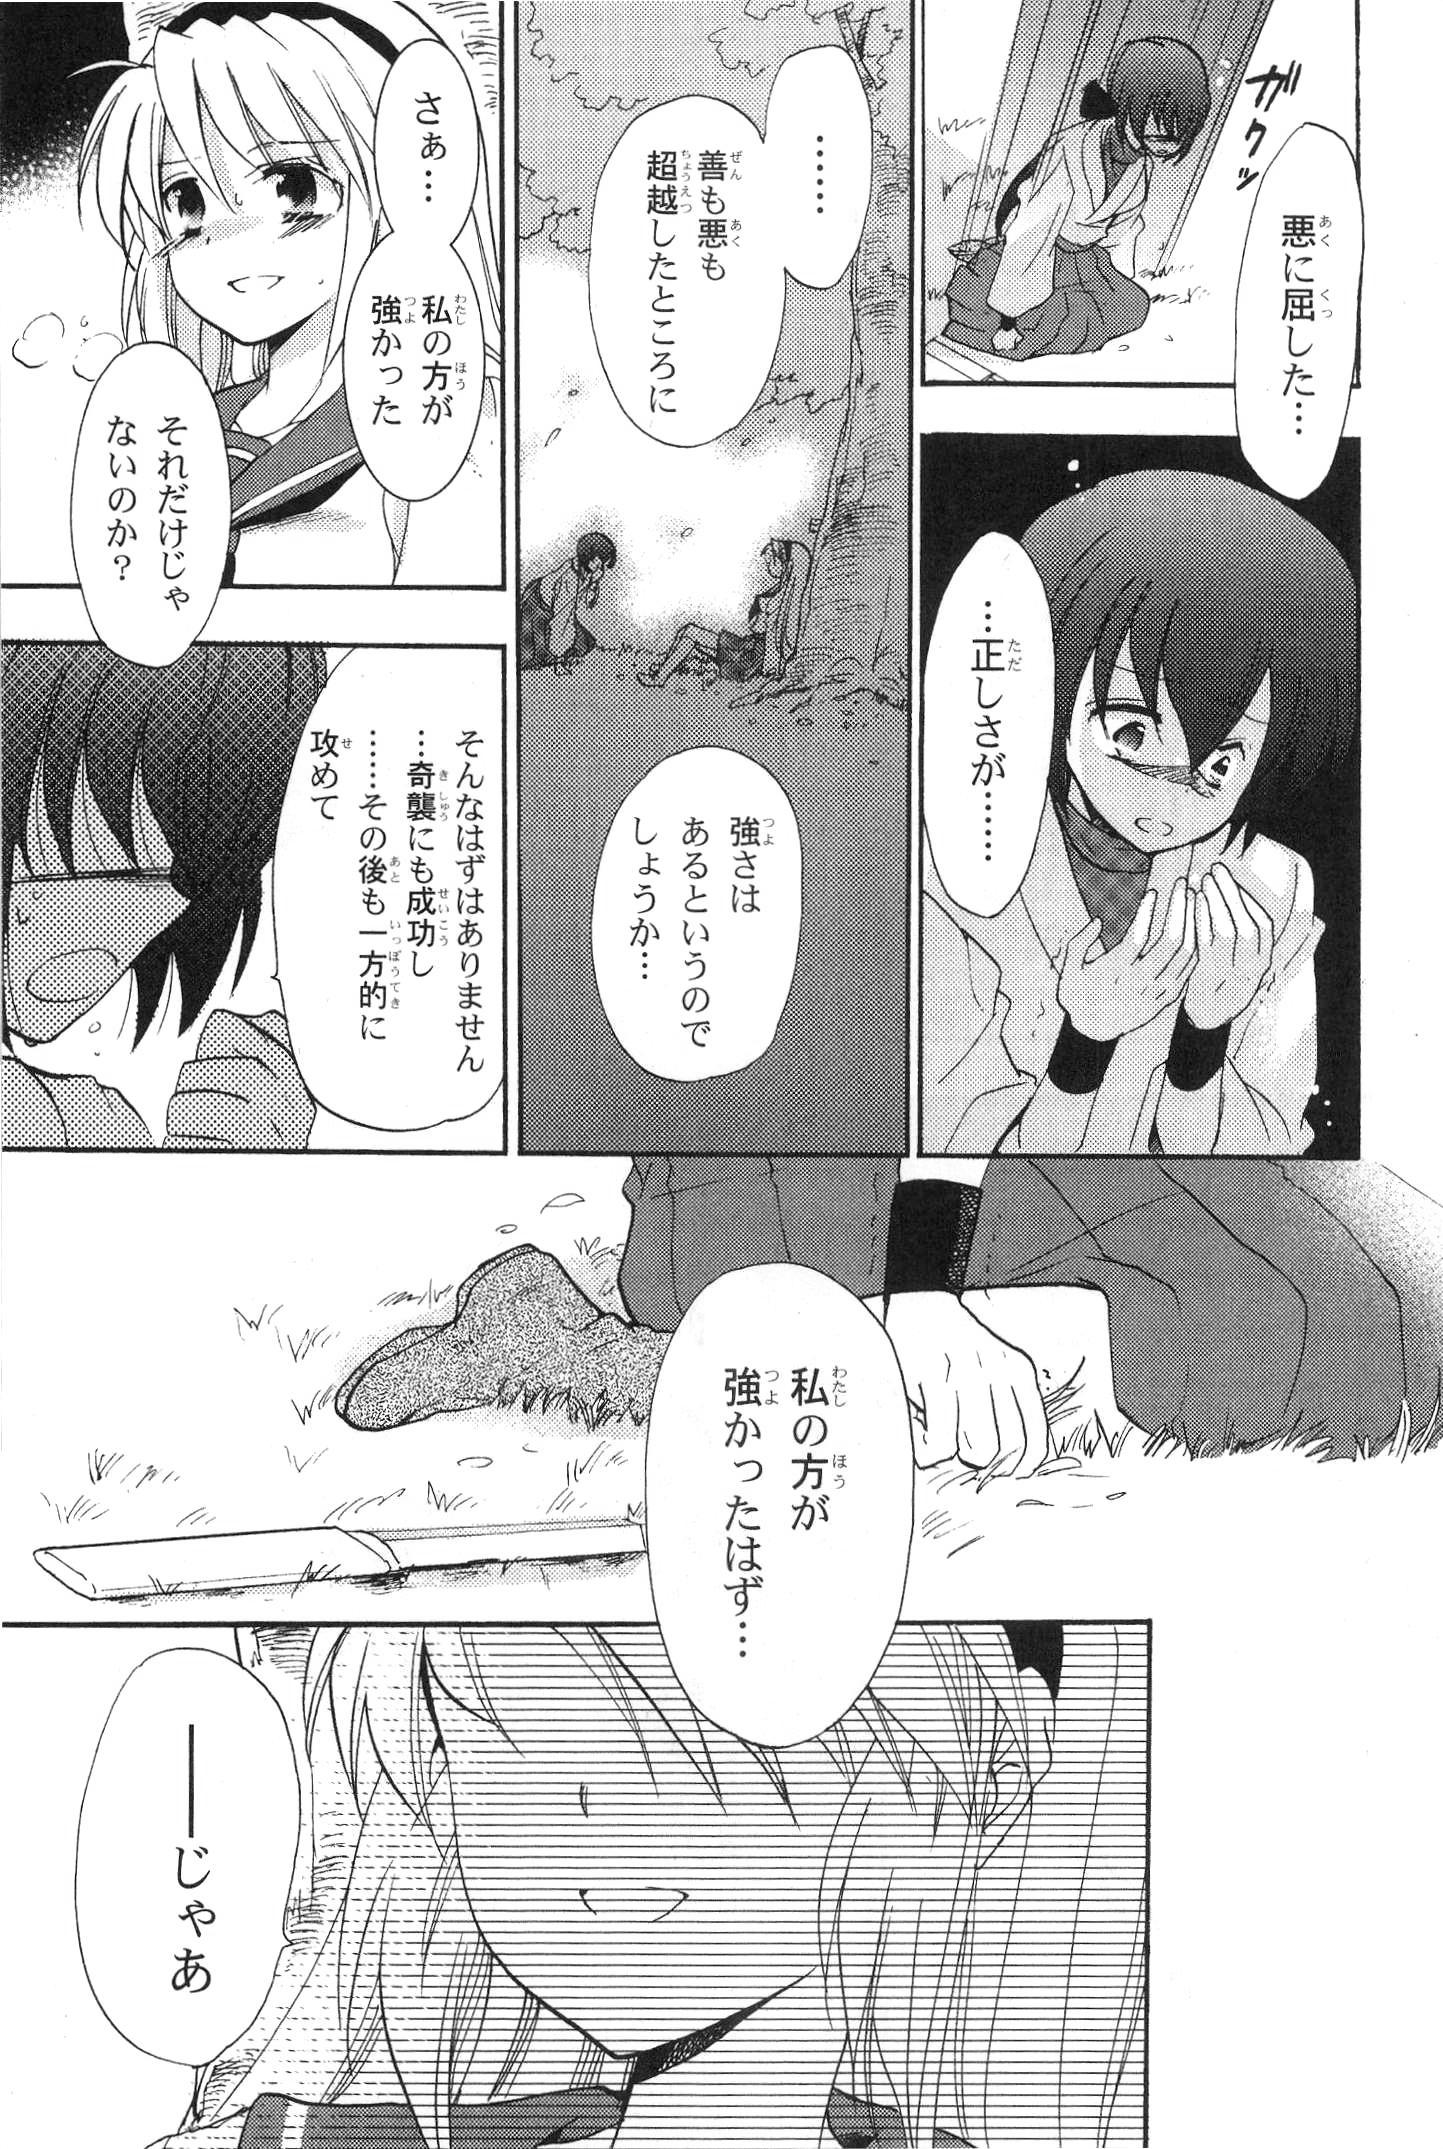 ガクッ
悪に屈した…
…正しさが………
……
善も悪も
超越したところに
強さは
あるというので
しょうか…
さぁ…
私の方が
強かった
それだけじゃ
ないのか？
そんなはずはありません
…奇襲にも成功し
……その後も一方的に
攻めて
私の方が
強かったはず…
――じゃあ